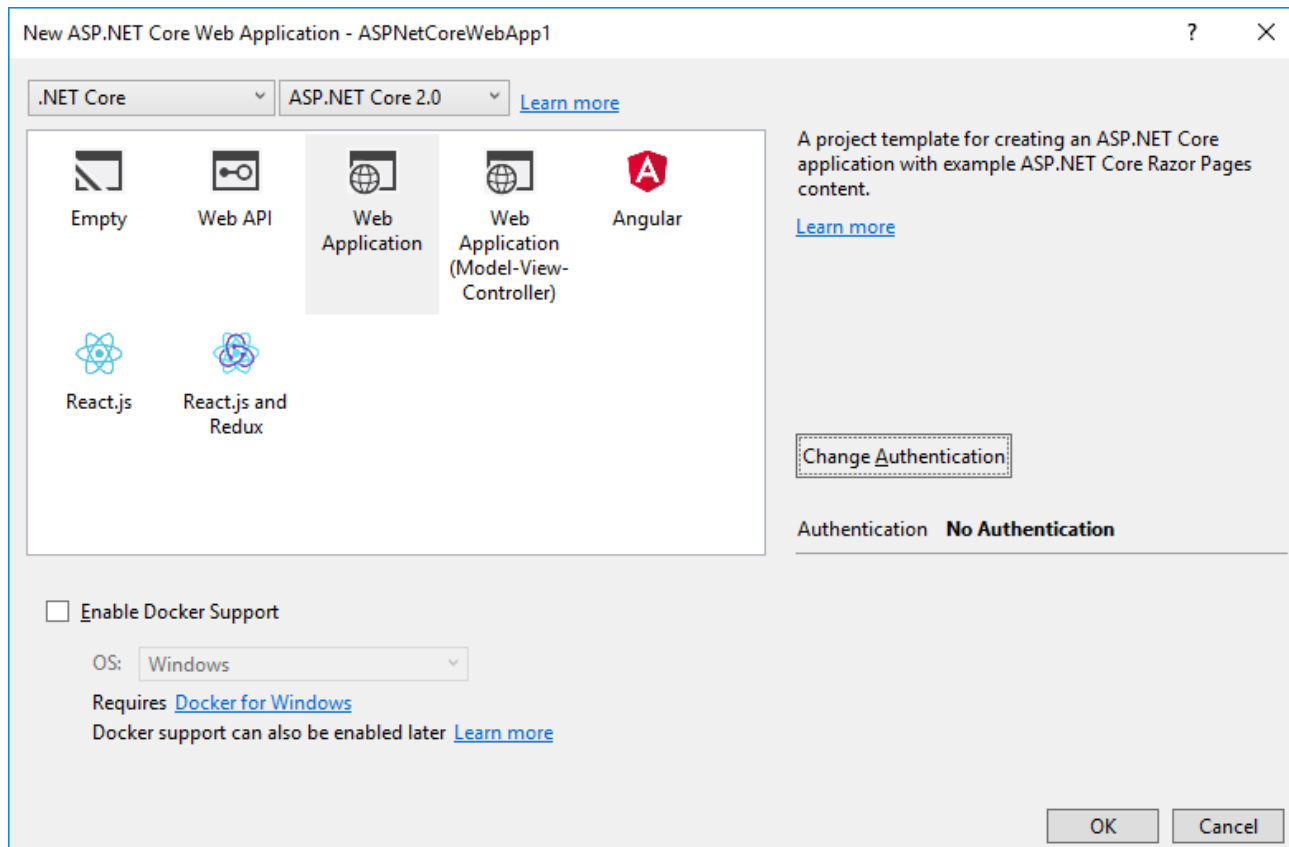 New ASP.NET Core Web Application - ASPNetCoreWebApp1
?
.NET Core
ASP.NET Core 2.0
Learn more
Empty
Web API
Web
Application
Web
Application
(Model-View-
Controller)
Angular
React.js
React.js and
Redux
A project template for creating an ASP.NET Core
application with example ASP.NET Core Razor Pages
content.
Learn more
Change Authentication
Authentication No Authentication
Enable Docker Support
OS: Windows
Requires Docker for Windows
Docker support can also be enabled later Learn more
OK
Cancel